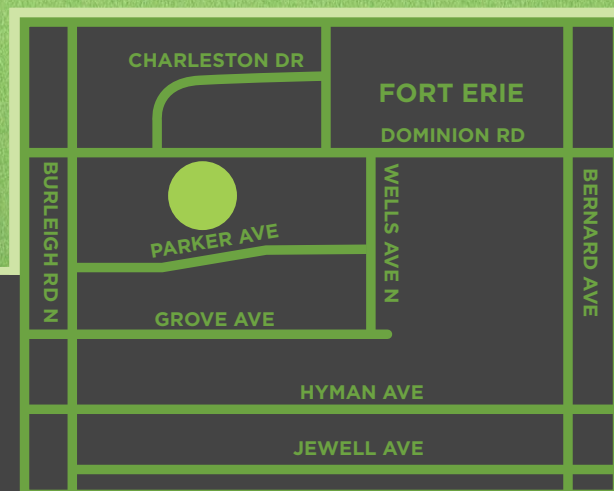 CHARLESTON DR
FORT ERIE
DOMINION RD
BURLEIGH RD N
WELLS AVE N
BERNARD AVE
PARKER AVE
GROVE AVE
HYMAN AVE
JEWELL AVE